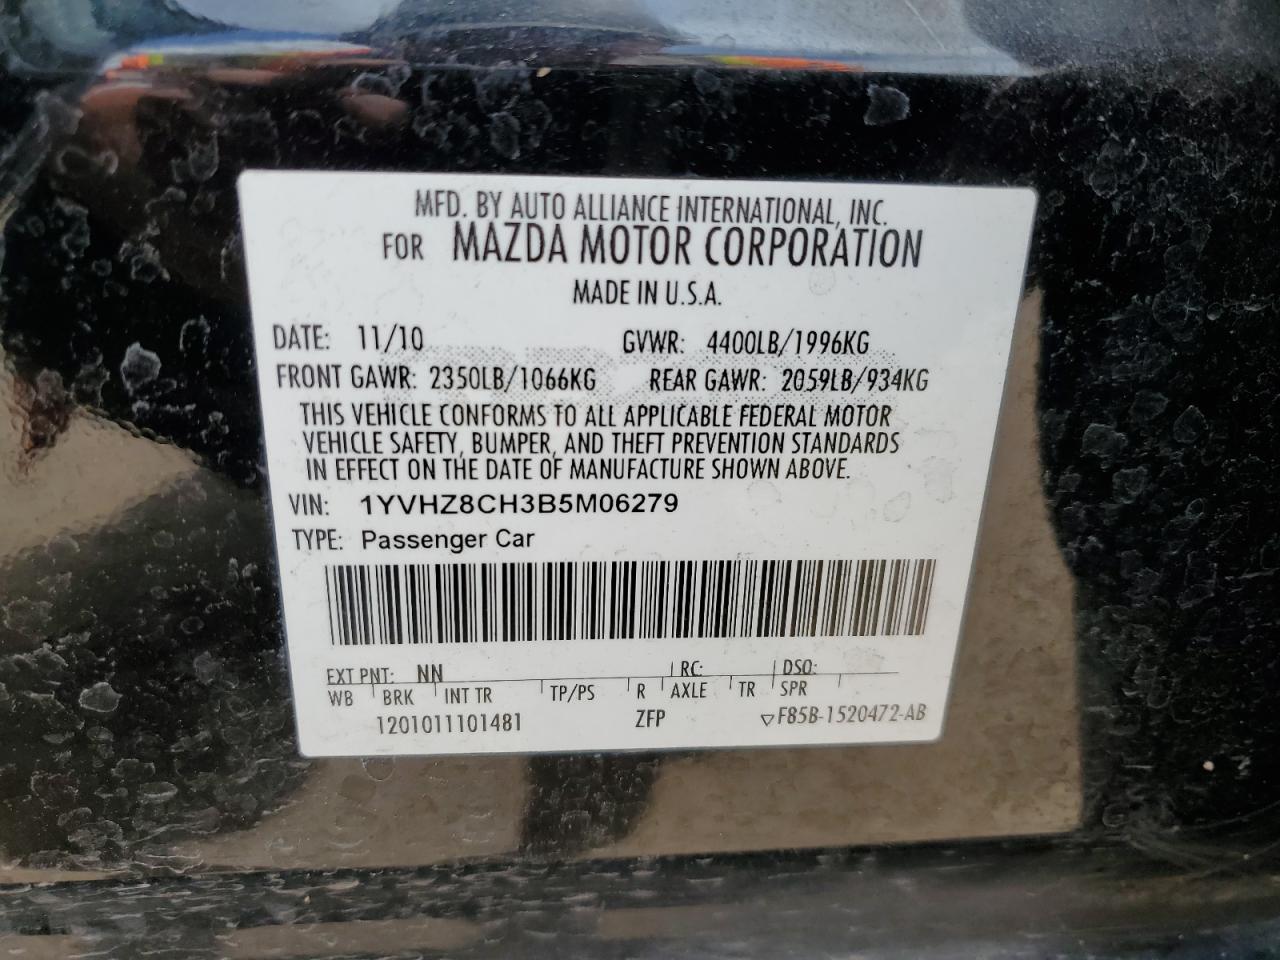 MFD. BY AUTO ALLIANCE INTERNATIONAL, INC.
FOR MAZDA MOTOR CORPORATION
MADE IN U.S.A.
DATE: 11/10 GVWR: 4400LB/1996KG
FRONT GAWR: 2350LB/1066KG REAR GAWR: 2059LB/934KG
THIS VEHICLE CONFORMS TO ALL APPLICABLE FEDERAL MOTOR
VEHICLE SAFETY, BUMPER, AND THEFT PREVENTION STANDARDS
IN EFFECT ON THE DATE OF MANUFACTURE SHOWN ABOVE.
VIN: 1YVHZ8CH3B5M06279
TYPE: Passenger Car
EXT PNT: NN RC: DSO:
WB BRK INT TR TP/PS R AXLE TR SPR
1201011101481 ZFP ▽F85B-1520472-AB